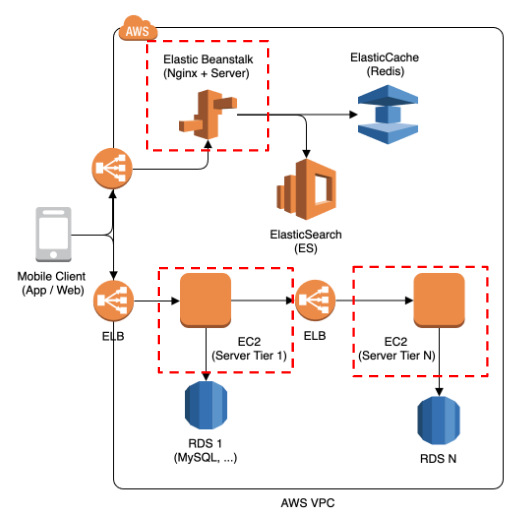 AWS
Elastic Beanstalk
(Nginx + Server)
ElasticCache
(Redis)
ElasticSearch
(ES)
Mobile Client
(App / Web)
ELB
EC2
(Server Tier 1)
ELB
EC2
(Server Tier N)
RDS 1
(MySQL, ...)
RDS N
AWS VPC